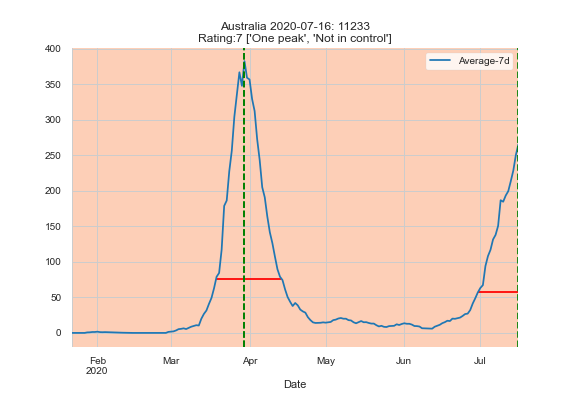 Australia 2020-07-16: 11233
Rating:7 ['One peak', 'Not in control']
Average-7d
400
350
300
250
200
150
100
50
0
Feb
2020
Mar
Apr
May
Jun
Jul
Date